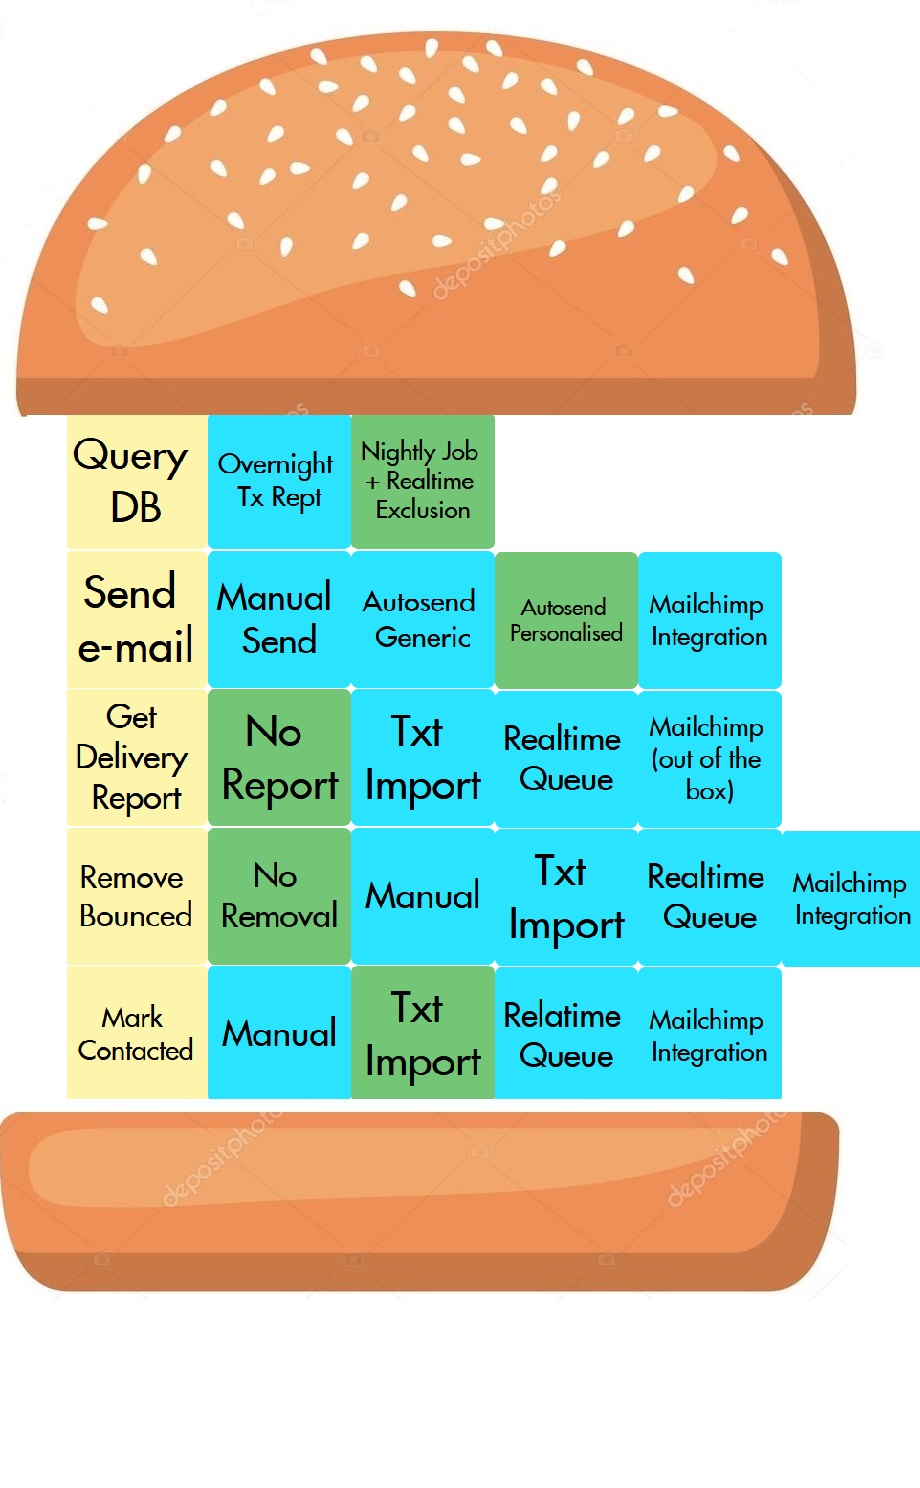 depositphotos
Query
DB
Overnight
Tx Rept
Nightly Job
+ Realtime
Exclusion
Send
e-mail
Manual
Send
Autosend
Generic
Autosend
Personalised
Mailchimp
Integration
Get
Delivery
Report
No
Report
Txt
Import
Realtime
Queue
Mailchimp
(out of the
box)
Remove
Bounced
No
Removal
Manual
Txt
Import
Realtime
Queue
Mailchimp
Integration
Mark
Contacted
Manual
Txt
Import
Relatime
Queue
Mailchimp
Integration
depositphotos
depositphotos